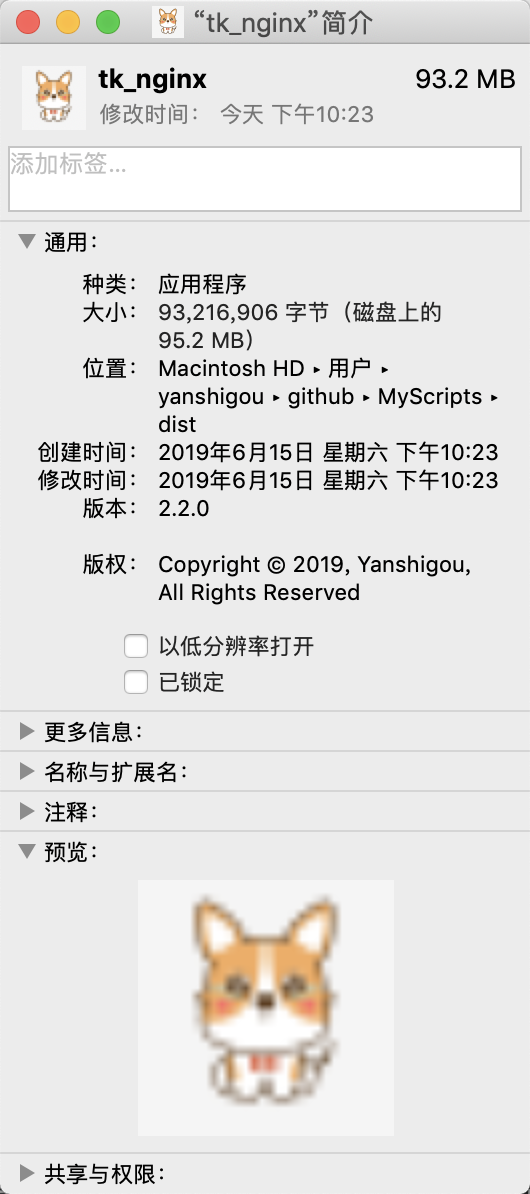 “tk_nginx”简介
tk_nginx 93.2 MB
修改时间： 今天 下午10:23
添加标签...
通用：
种类： 应用程序
大小： 93,216,906 字节（磁盘上的
95.2 MB）
位置： Macintosh HD ▸ 用户 ▸
yanshigou ▸ github ▸ MyScripts ▸
dist
创建时间： 2019年6月15日 星期六 下午10:23
修改时间： 2019年6月15日 星期六 下午10:23
版本： 2.2.0
版权： Copyright © 2019, Yanshigou,
All Rights Reserved
以低分辨率打开
已锁定
更多信息：
名称与扩展名：
注释：
预览：
共享与权限：